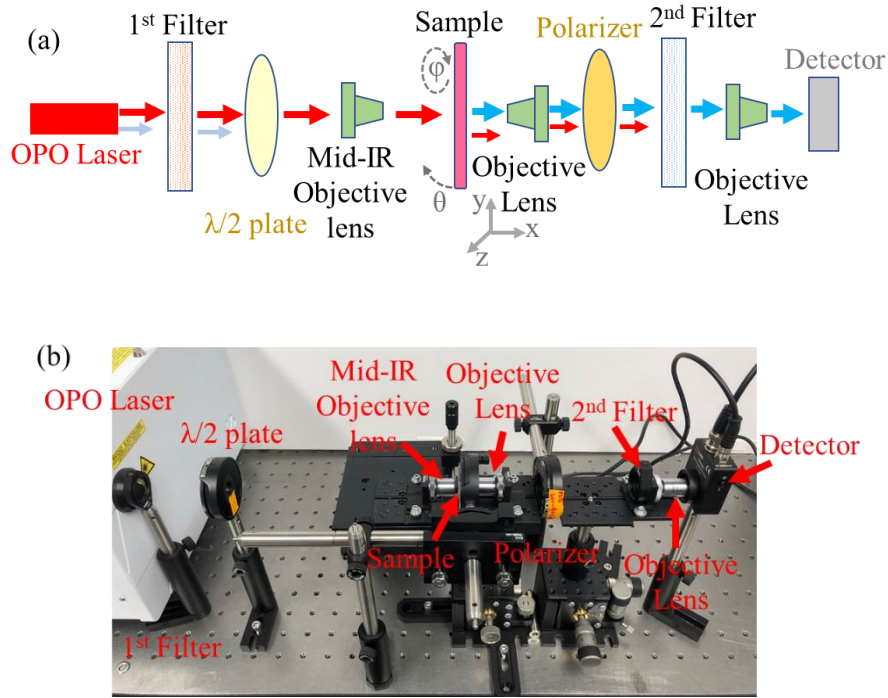 (a)
1st Filter
Sample
Polarizer
2nd Filter
Detector
φ
OPO Laser
Mid-IR
Objective
lens
θ
Objective
Lens
Objective
Lens
λ/2 plate
y
x
z
(b)
OPO Laser
λ/2 plate
Mid-IR
Objective
lens
Objective
Lens
2nd Filter
Detector
Sample
Polarizer
Objective
Lens
1st Filter